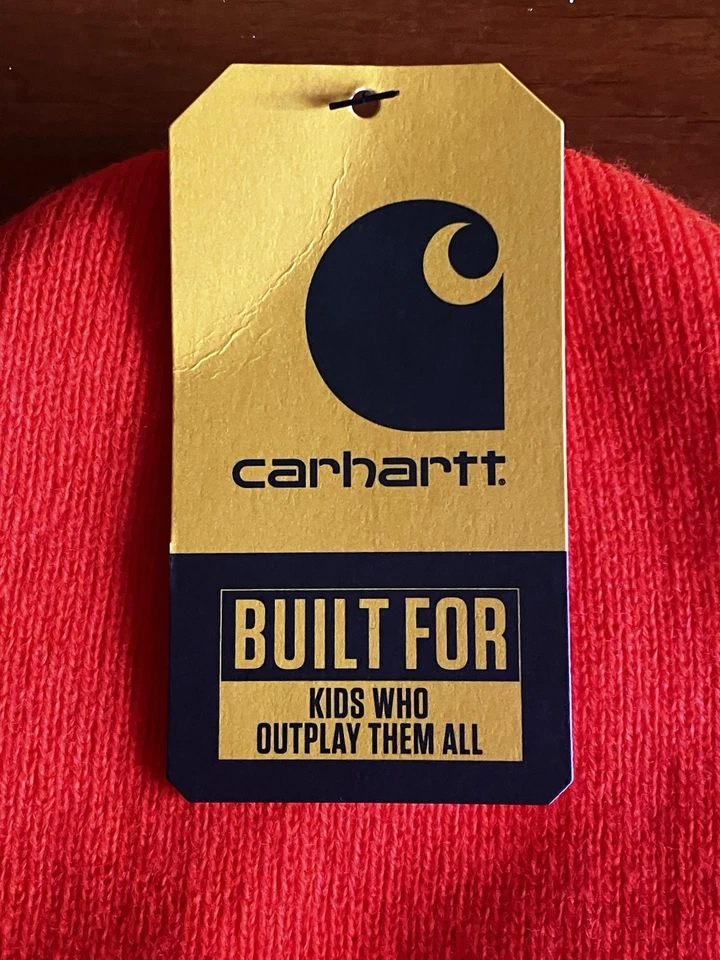 carhartt.
BUILT FOR
KIDS WHO
OUTPLAY THEM ALL